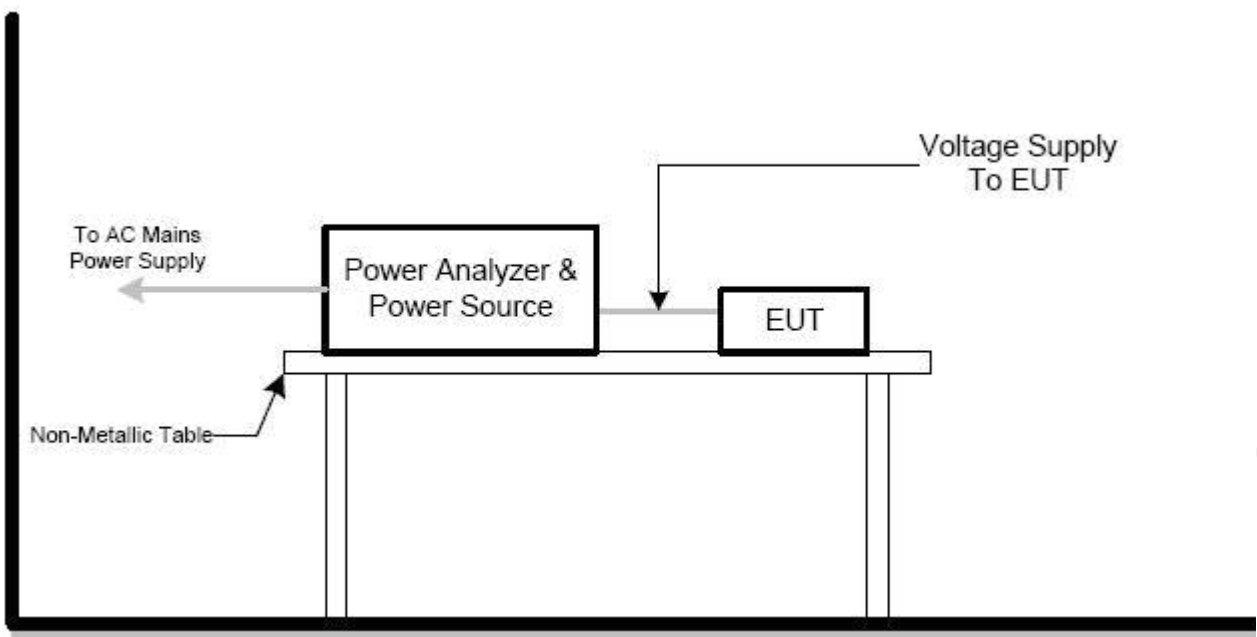 Voltage Supply
To EUT
To AC Mains
Power Supply
Power Analyzer &
Power Source
EUT
Non-Metallic Table